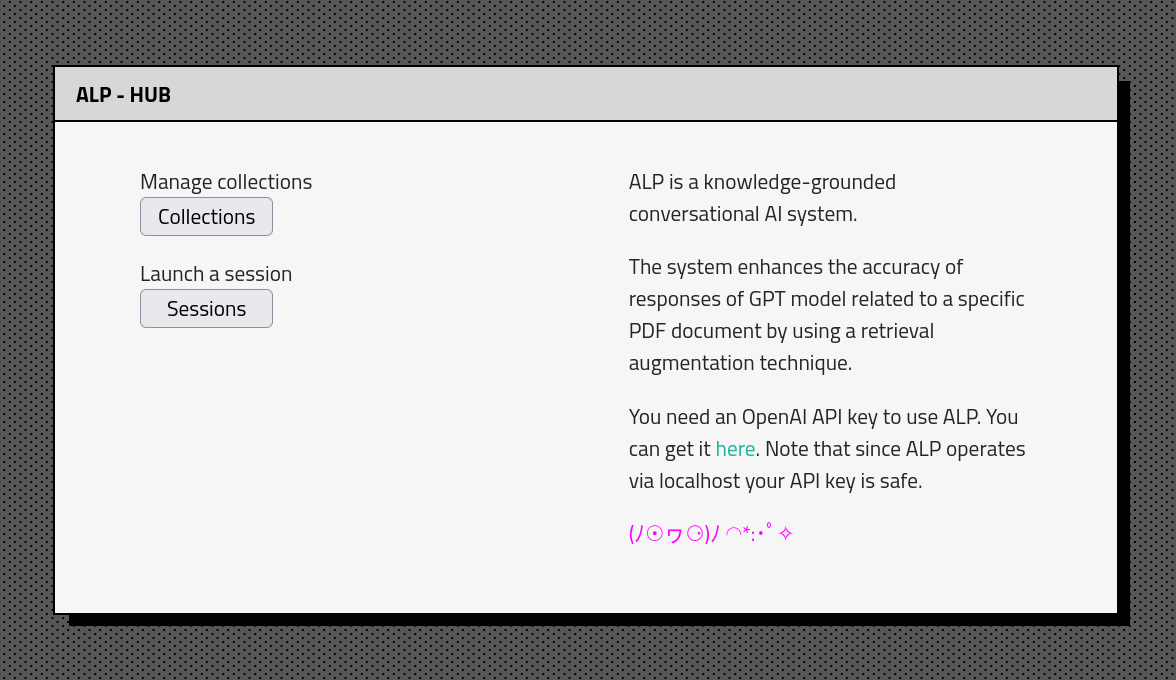 ALP - HUB
Manage collections
Collections
Launch a session
Sessions
ALP is a knowledge-grounded
conversational AI system.
The system enhances the accuracy of
responses of GPT model related to a specific
PDF document by using a retrieval
augmentation technique.
You need an OpenAI API key to use ALP. You
can get it here. Note that since ALP operates
via localhost your API key is safe.
(ﾉ☉ヮ⚆)ﾉ ⌒*:･ﾟ✧